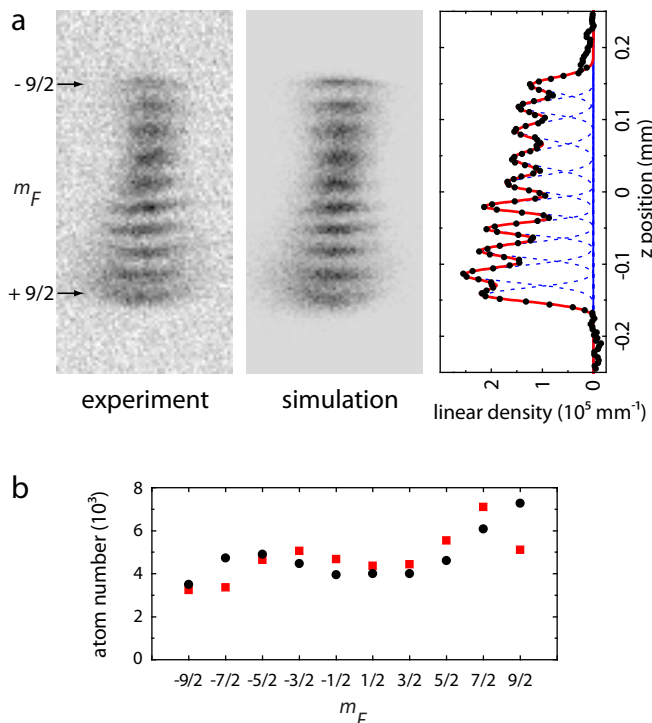 a
- 9/2
m_F
+ 9/2
experiment
simulation
0.2
0.1
0
-0.1
-0.2
z position (mm)
2
1
0
linear density (10⁵ mm⁻¹)
b
8
6
4
2
0
atom number (10³)
-9/2 -7/2 -5/2 -3/2 -1/2 1/2 3/2 5/2 7/2 9/2
m_F